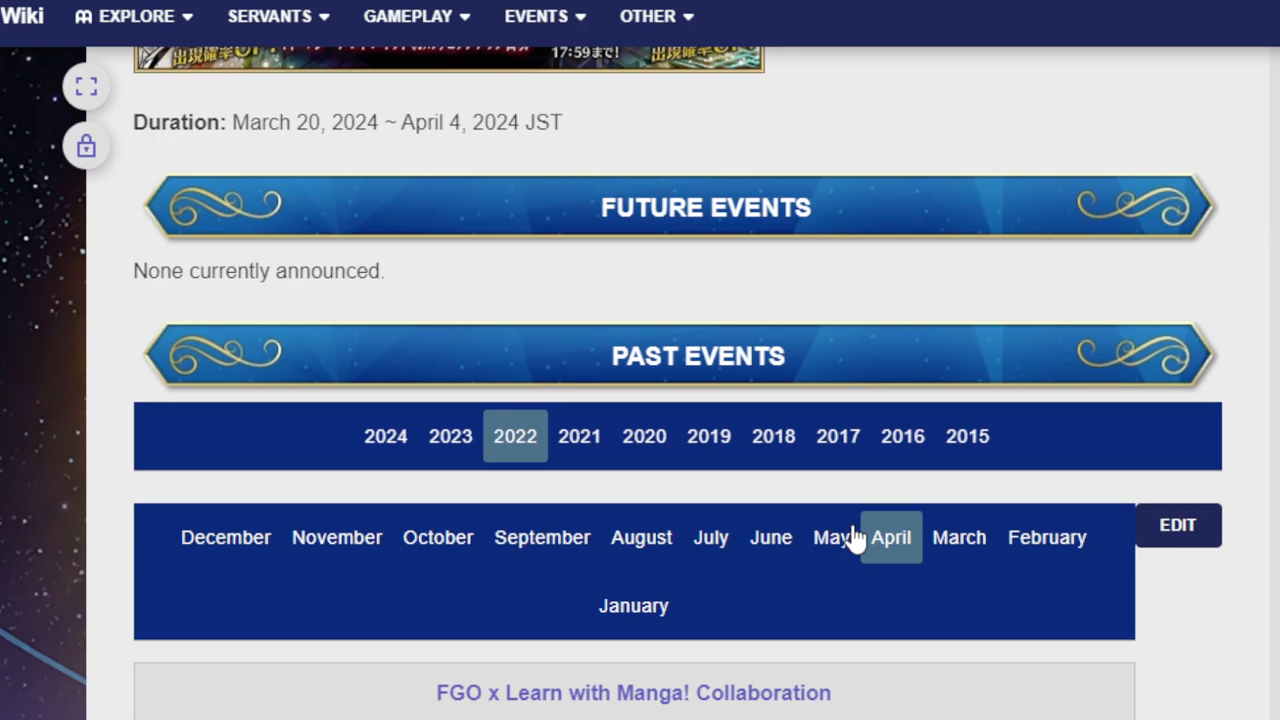 Wiki EXPLORE SERVANTS GAMEPLAY EVENTS OTHER
17:59まで!
Duration: March 20, 2024 ~ April 4, 2024 JST
FUTURE EVENTS
None currently announced.
PAST EVENTS
2024 2023 2022 2021 2020 2019 2018 2017 2016 2015
December November October September August July June May April March February
January
EDIT
FGO x Learn with Manga! Collaboration